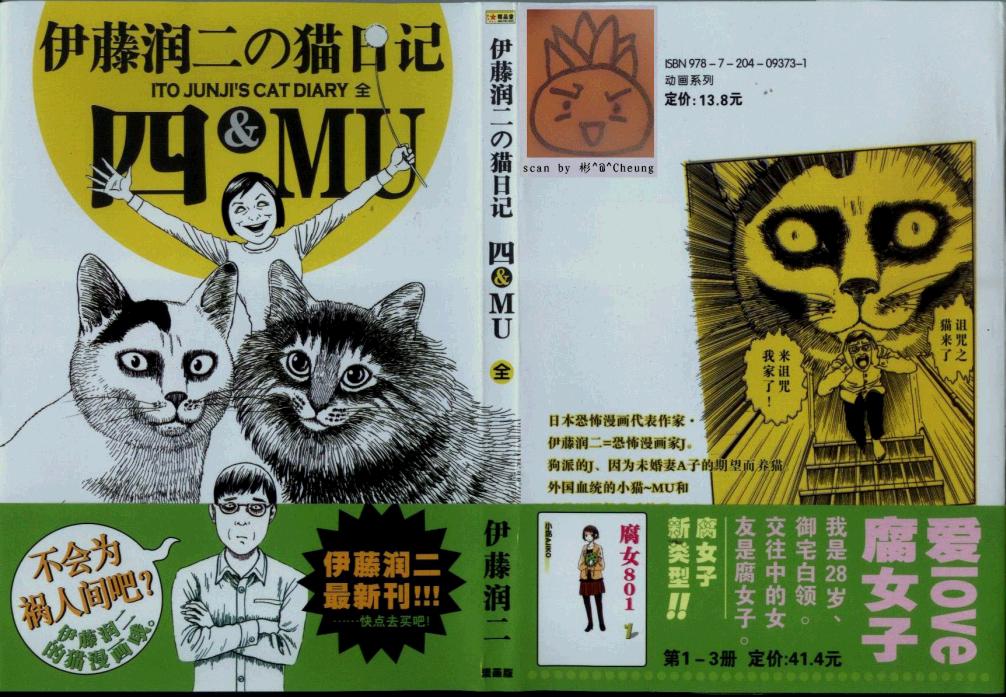 伊藤润二の猫日记
ITO JUNJI'S CAT DIARY 全
四&MU
不会为
祸人间吧?
伊藤润二
的猫漫画喲。
伊藤润二
最新刊!!!
……快点去买吧!
伊藤润二の猫日记 四&MU 全
伊藤润二
漫画版
scan by 彬^@^Cheung
ISBN 978-7-204-09373-1
动画系列
定价: 13.8元
诅咒之
猫来了
来诅咒
我家了!
日本恐怖漫画代表作家·
伊藤润二=恐怖漫画家J。
狗派的J、因为未婚妻A子的期望而养猫
外国血统的小猫~MU和
爱love
腐女子
我是28岁、
御宅白领。
交往中的女
友是腐女子。
腐女子
新类型!!
腐女801
第1-3册 定价:41.4元